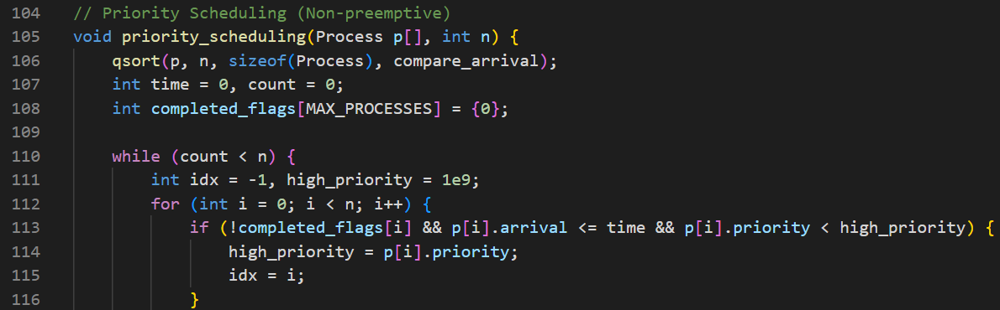 104 // Priority Scheduling (Non-preemptive)
105 void priority_scheduling(Process p[], int n) {
106     qsort(p, n, sizeof(Process), compare_arrival);
107     int time = 0, count = 0;
108     int completed_flags[MAX_PROCESSES] = {0};
109
110     while (count < n) {
111         int idx = -1, high_priority = 1e9;
112         for (int i = 0; i < n; i++) {
113             if (!completed_flags[i] && p[i].arrival <= time && p[i].priority < high_priority) {
114                 high_priority = p[i].priority;
115                 idx = i;
116             }